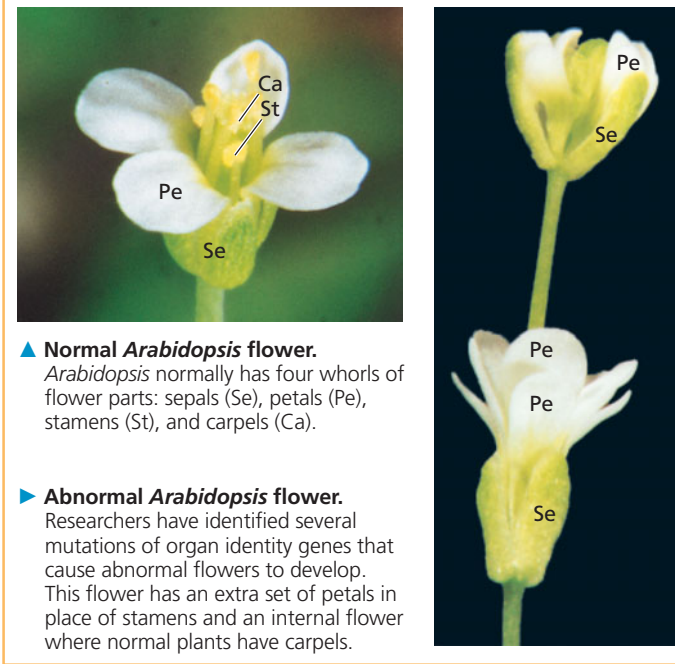 Ca
St
Pe
Se
▲ Normal Arabidopsis flower.
Arabidopsis normally has four whorls of
flower parts: sepals (Se), petals (Pe),
stamens (St), and carpels (Ca).
► Abnormal Arabidopsis flower.
Researchers have identified several
mutations of organ identity genes that
cause abnormal flowers to develop.
This flower has an extra set of petals in
place of stamens and an internal flower
where normal plants have carpels.
Pe
Se
Pe
Pe
Se